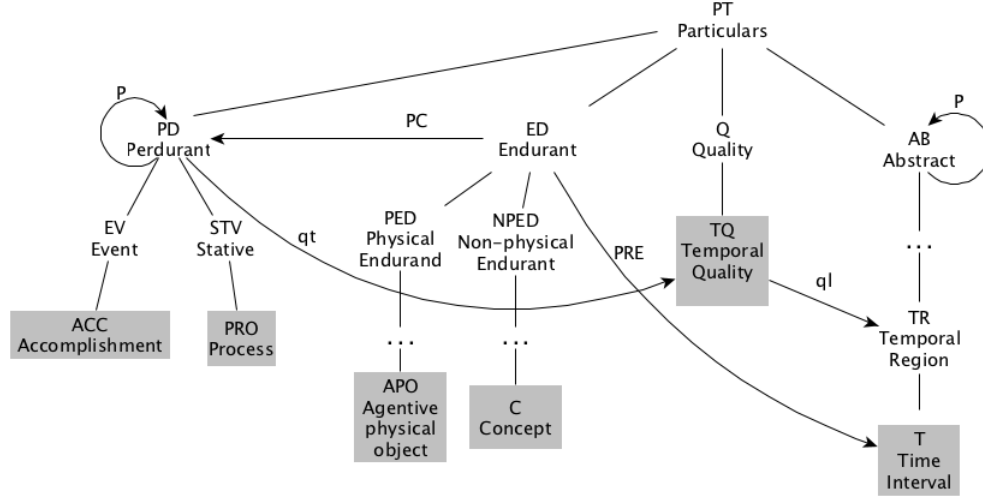 PT
Particulars
P
PD
Perdurant
PC
ED
Endurant
Q
Quality
P
AB
Abstract
EV
Event
STV
Stative
qt
PED
Physical
Endurand
NPED
Non-physical
Endurant
PRE
TQ
Temporal
Quality
ql
...
ACC
Accomplishment
PRO
Process
...
...
TR
Temporal
Region
APO
Agentive
physical
object
C
Concept
T
Time
Interval